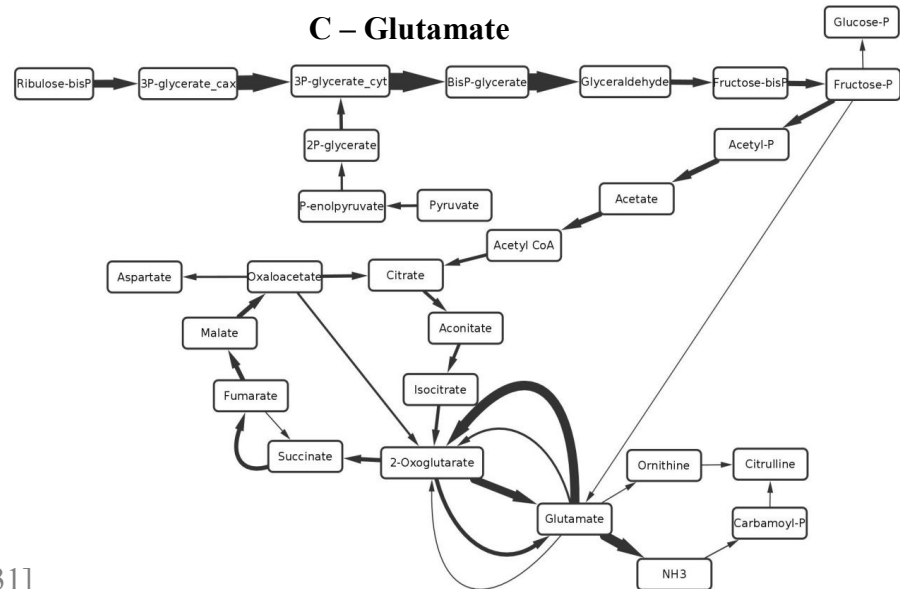 C – Glutamate
Glucose-P
Ribulose-bisP
3P-glycerate_cax
3P-glycerate_cyt
BisP-glycerate
Glyceraldehyde
Fructose-bisP
Fructose-P
2P-glycerate
Acetyl-P
P-enolpyruvate
Pyruvate
Acetate
Acetyl CoA
Aspartate
Oxaloacetate
Citrate
Malate
Aconitate
Fumarate
Isocitrate
Succinate
2-Oxoglutarate
Ornithine
Citrulline
Glutamate
Carbamoyl-P
NH3
31]